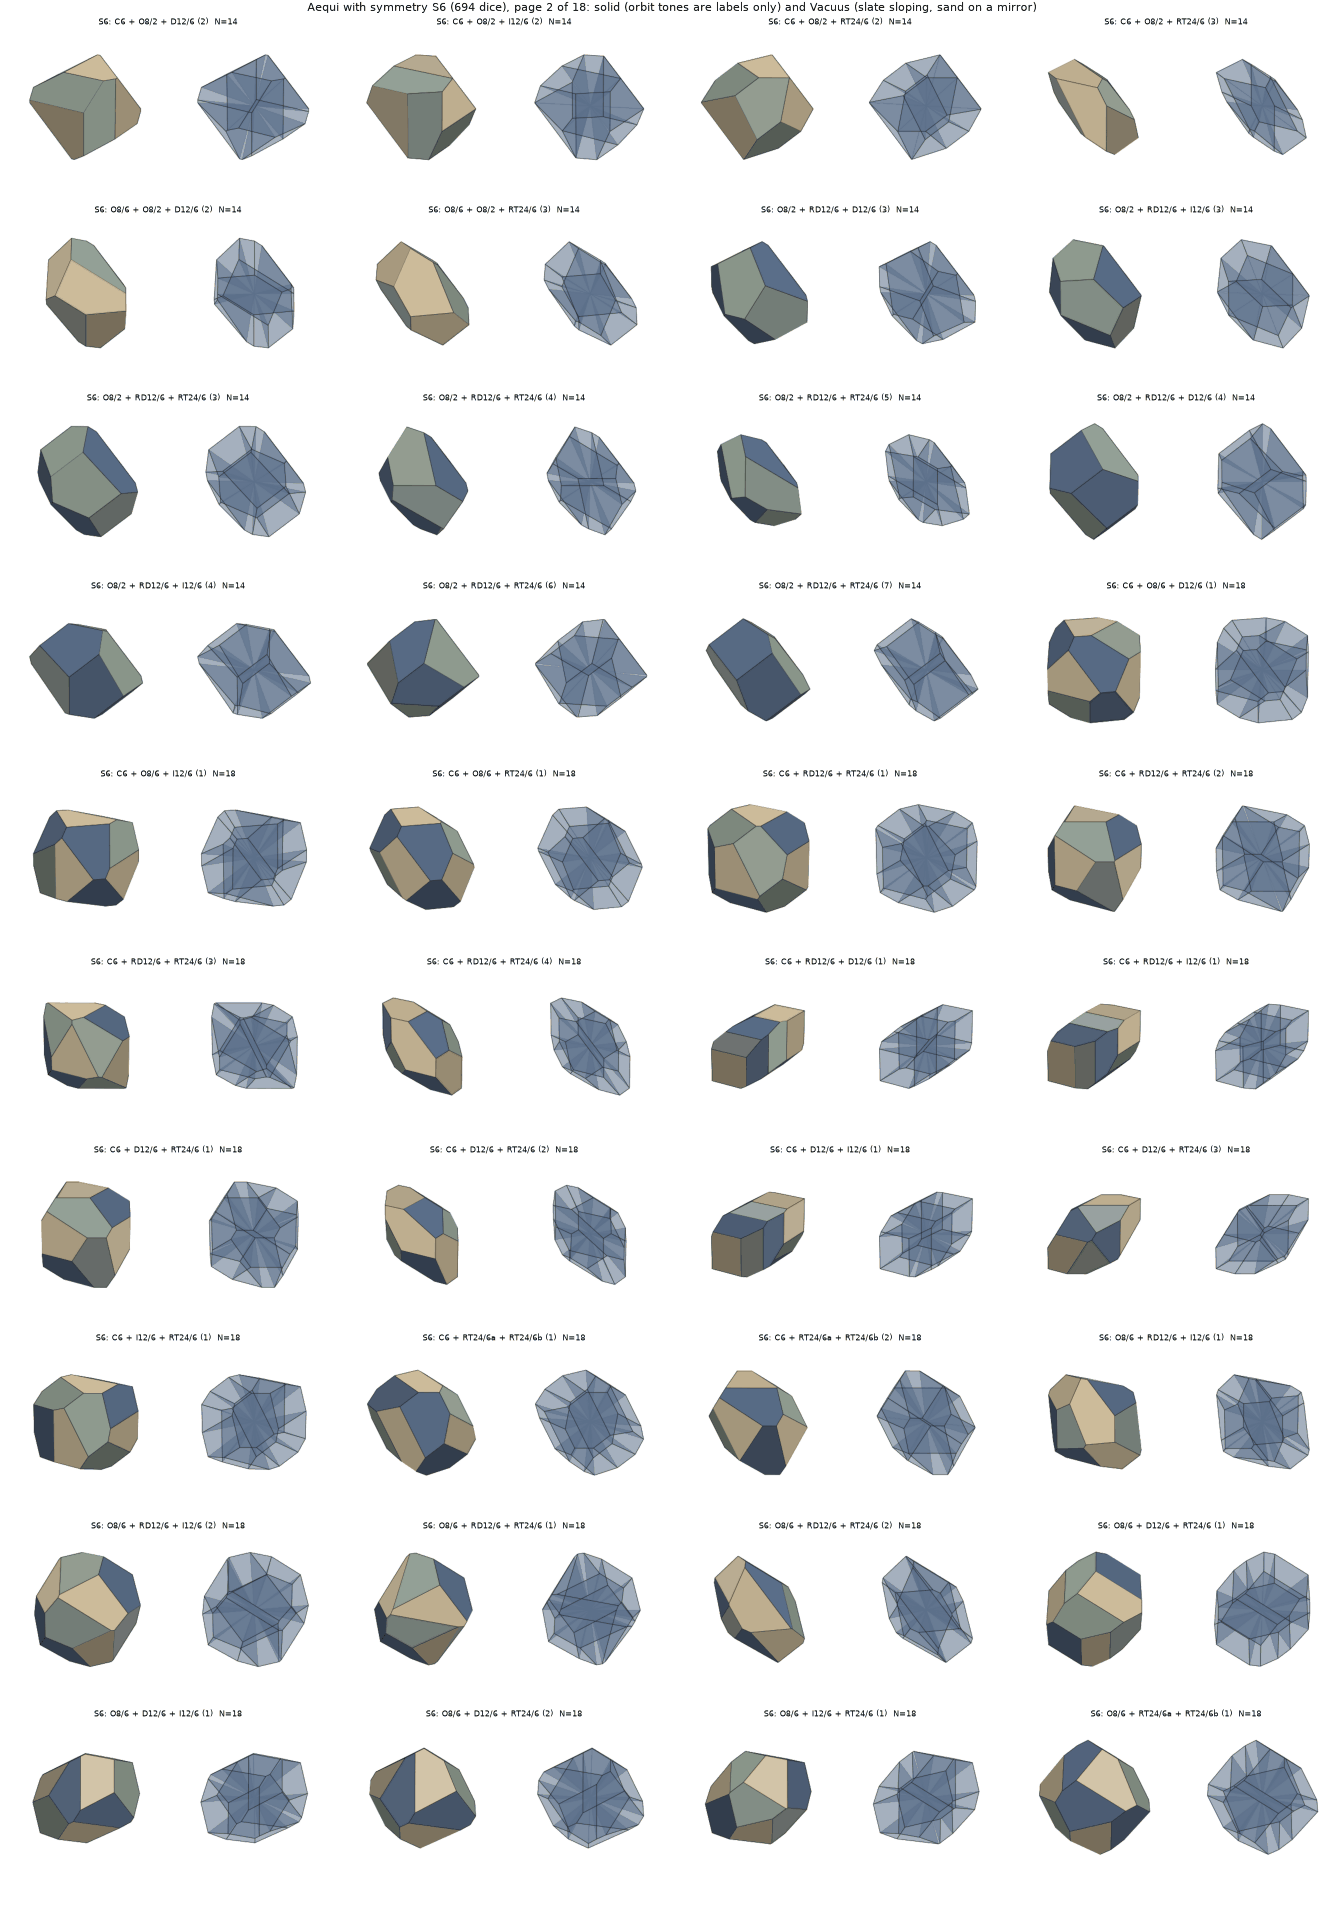 Aequi with symmetry S6 (694 dice), page 2 of 18: solid (orbit tones are labels only) and Vacuus (slate sloping, sand on a mirror)
S6: C6 + O8/2 + D12/6 (2)  N=14
S6: C6 + O8/2 + I12/6 (2)  N=14
S6: C6 + O8/2 + RT24/6 (2)  N=14
S6: C6 + O8/2 + RT24/6 (3)  N=14
S6: O8/6 + O8/2 + D12/6 (2)  N=14
S6: O8/6 + O8/2 + RT24/6 (3)  N=14
S6: O8/2 + RD12/6 + D12/6 (3)  N=14
S6: O8/2 + RD12/6 + I12/6 (3)  N=14
S6: O8/2 + RD12/6 + RT24/6 (3)  N=14
S6: O8/2 + RD12/6 + RT24/6 (4)  N=14
S6: O8/2 + RD12/6 + RT24/6 (5)  N=14
S6: O8/2 + RD12/6 + D12/6 (4)  N=14
S6: O8/2 + RD12/6 + I12/6 (4)  N=14
S6: O8/2 + RD12/6 + RT24/6 (6)  N=14
S6: O8/2 + RD12/6 + RT24/6 (7)  N=14
S6: C6 + O8/6 + D12/6 (1)  N=18
S6: C6 + O8/6 + I12/6 (1)  N=18
S6: C6 + O8/6 + RT24/6 (1)  N=18
S6: C6 + RD12/6 + RT24/6 (1)  N=18
S6: C6 + RD12/6 + RT24/6 (2)  N=18
S6: C6 + RD12/6 + RT24/6 (3)  N=18
S6: C6 + RD12/6 + RT24/6 (4)  N=18
S6: C6 + RD12/6 + D12/6 (1)  N=18
S6: C6 + RD12/6 + I12/6 (1)  N=18
S6: C6 + D12/6 + RT24/6 (1)  N=18
S6: C6 + D12/6 + RT24/6 (2)  N=18
S6: C6 + D12/6 + I12/6 (1)  N=18
S6: C6 + D12/6 + RT24/6 (3)  N=18
S6: C6 + I12/6 + RT24/6 (1)  N=18
S6: C6 + RT24/6a + RT24/6b (1)  N=18
S6: C6 + RT24/6a + RT24/6b (2)  N=18
S6: O8/6 + RD12/6 + I12/6 (1)  N=18
S6: O8/6 + RD12/6 + I12/6 (2)  N=18
S6: O8/6 + RD12/6 + RT24/6 (1)  N=18
S6: O8/6 + RD12/6 + RT24/6 (2)  N=18
S6: O8/6 + D12/6 + RT24/6 (1)  N=18
S6: O8/6 + D12/6 + I12/6 (1)  N=18
S6: O8/6 + D12/6 + RT24/6 (2)  N=18
S6: O8/6 + I12/6 + RT24/6 (1)  N=18
S6: O8/6 + RT24/6a + RT24/6b (1)  N=18